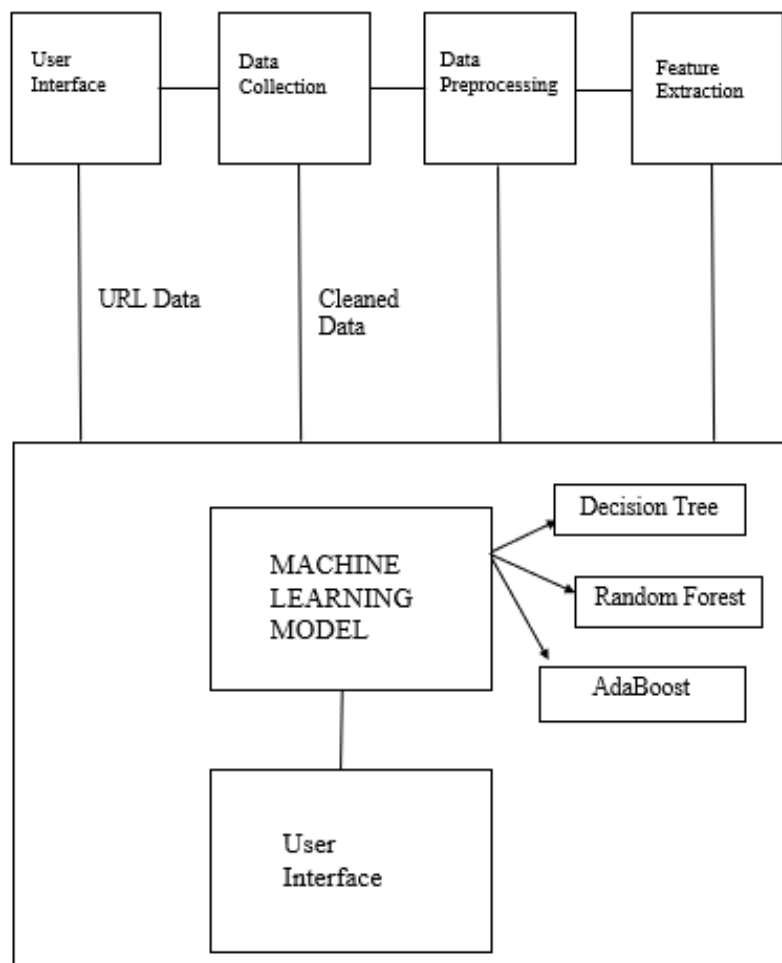 User
Interface
Data
Collection
Data
Preprocessing
Feature
Extraction
URL Data
Cleaned
Data
Decision Tree
MACHINE
LEARNING
MODEL
Random Forest
AdaBoost
User
Interface